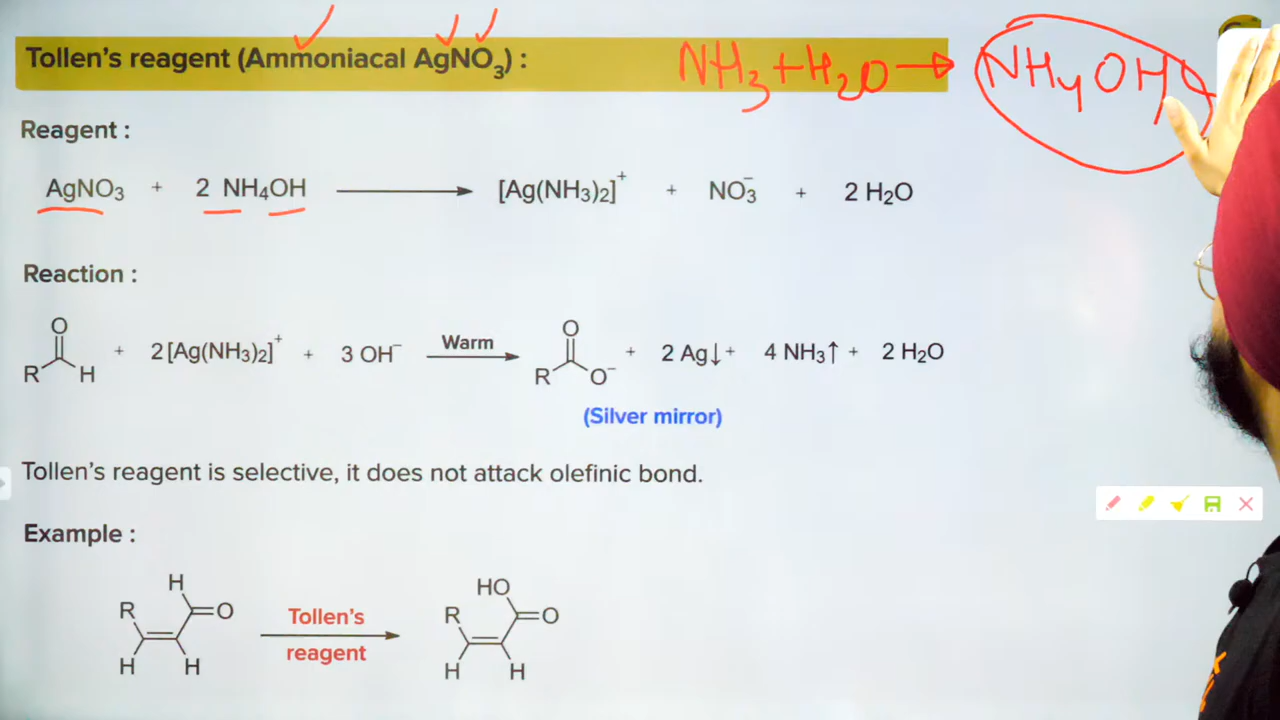 Tollen's reagent (Ammoniacal AgNO₃) :
NH₃ + H₂O → NH₄OH
Reagent :
AgNO₃ + 2 NH₄OH ⟶ [Ag(NH₃)₂]⁺ + NO₃⁻ + 2 H₂O
Reaction :
O
R H
+ 2 [Ag(NH₃)₂]⁺ + 3 OH⁻
Warm
O
R O⁻
+ 2 Ag↓ + 4 NH₃↑ + 2 H₂O
(Silver mirror)
Tollen's reagent is selective, it does not attack olefinic bond.
Example :
H
R =O
H H
Tollen's
reagent
HO
R =O
H H